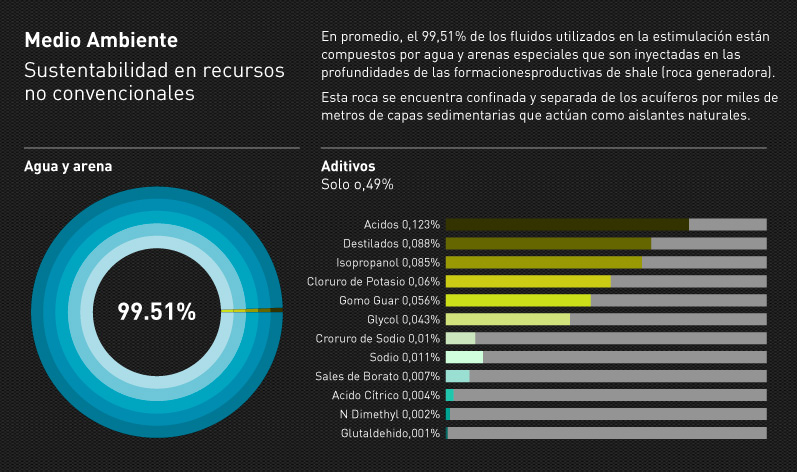 Medio Ambiente
Sustentabilidad en recursos
no convencionales
En promedio, el 99,51% de los fluidos utilizados en la estimulación están
compuestos por agua y arenas especiales que son inyectadas en las
profundidades de las formacionesproductivas de shale (roca generadora).
Esta roca se encuentra confinada y separada de los acuíferos por miles de
metros de capas sedimentarias que actúan como aislantes naturales.
Agua y arena
99.51%
Aditivos
Solo o,49%
Acidos 0,123%
Destilados 0,088%
Isopropanol 0,085%
Cloruro de Potasio 0,06%
Gomo Guar 0,056%
Glycol 0,043%
Croruro de Sodio 0,01%
Sodio 0,011%
Sales de Borato 0,007%
Acido Cítrico 0,004%
N Dimethyl 0,002%
Glutaldehido,001%